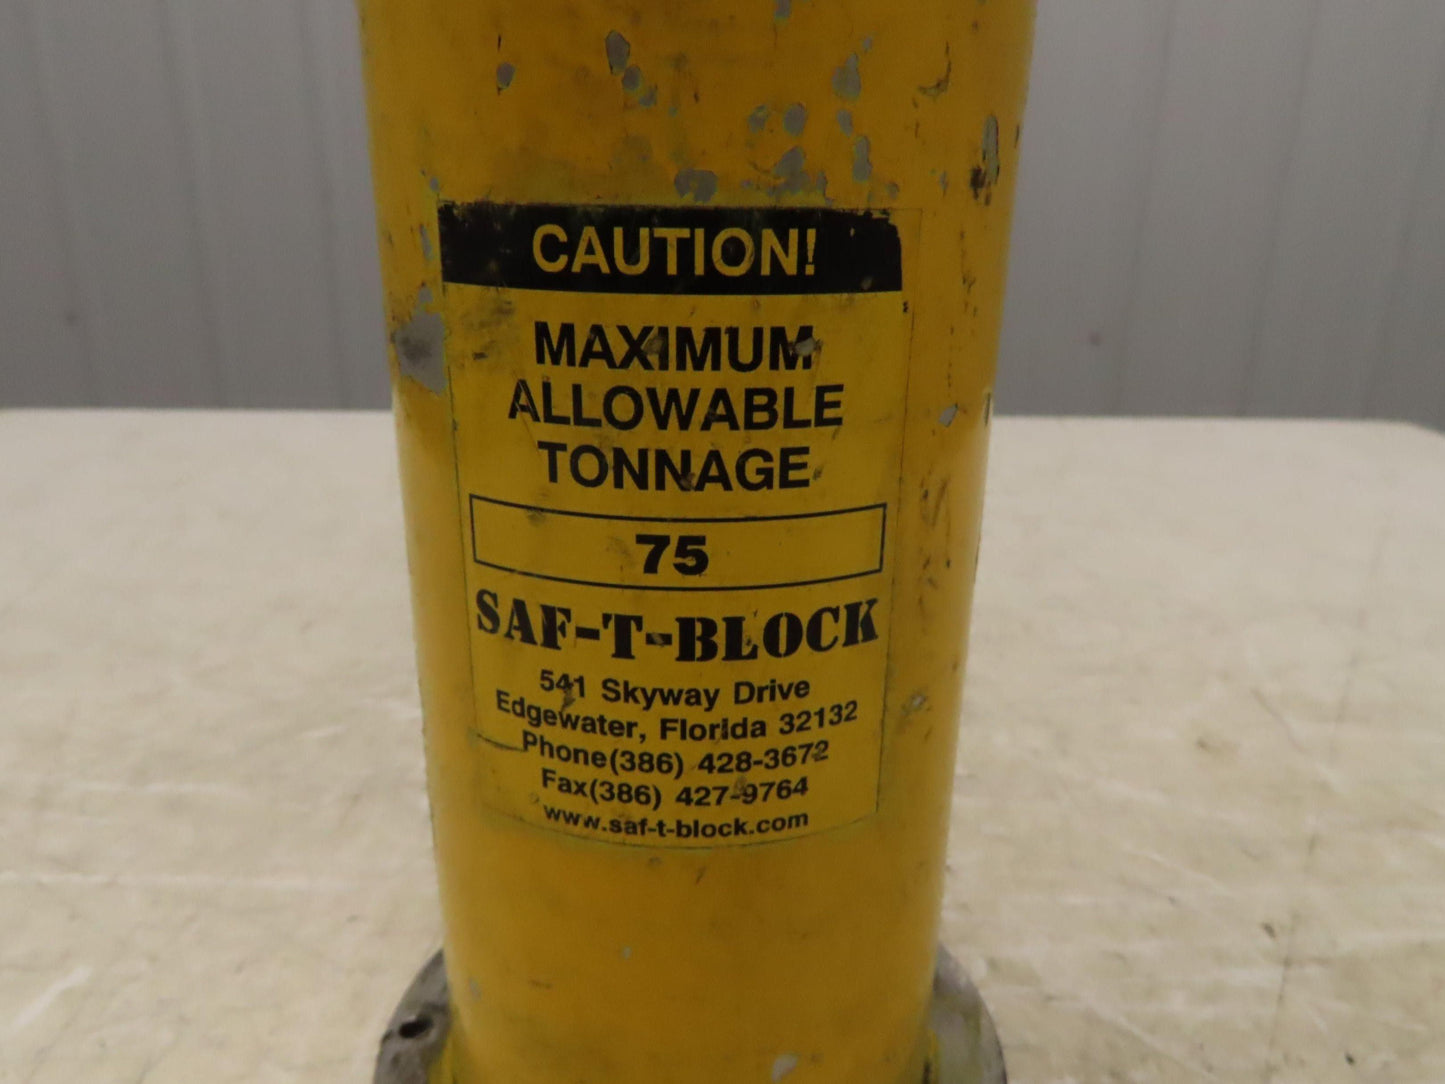 CAUTION!
MAXIMUM
ALLOWABLE
TONNAGE
75
SAF-T-BLOCK
541 Skyway Drive
Edgewater, Florida 32132
Phone(386) 428-3672
Fax(386) 427-9764
www.saf-t-block.com